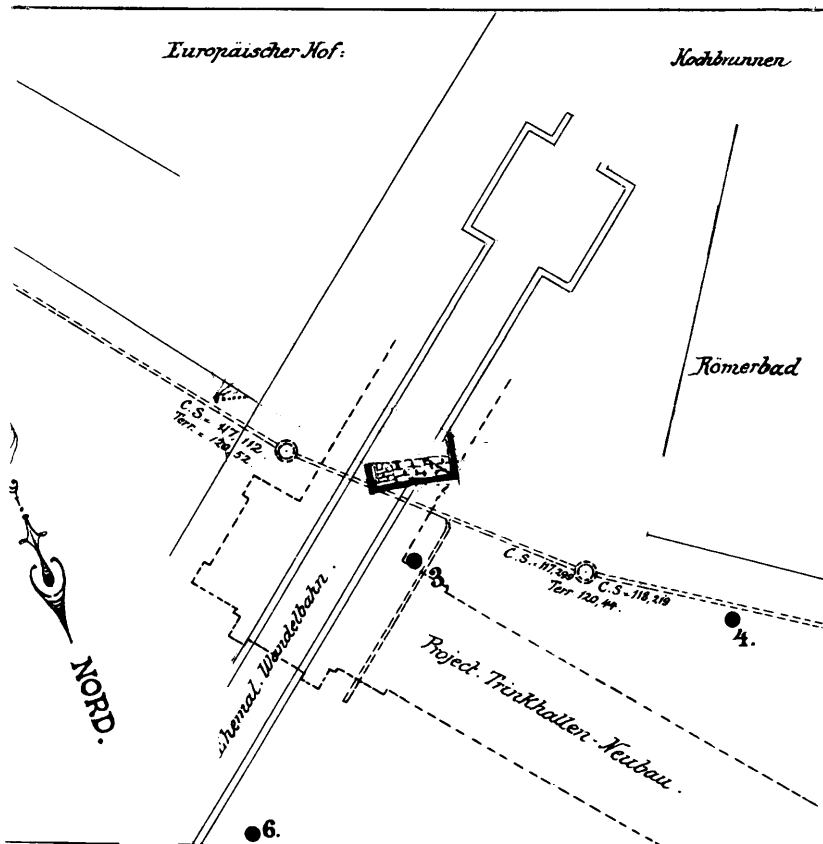 Europäischer Hof:
Kochbrunnen
Römerbad
C.S.= 117,112.
Terr. = 120,52.
C.S.= 117,290
C.S.= 118,219
Terr 120,44.
3.
4.
Ehemal. Wandelbahn.
Project. Trinkhallen-Neubau.
NORD.
6.